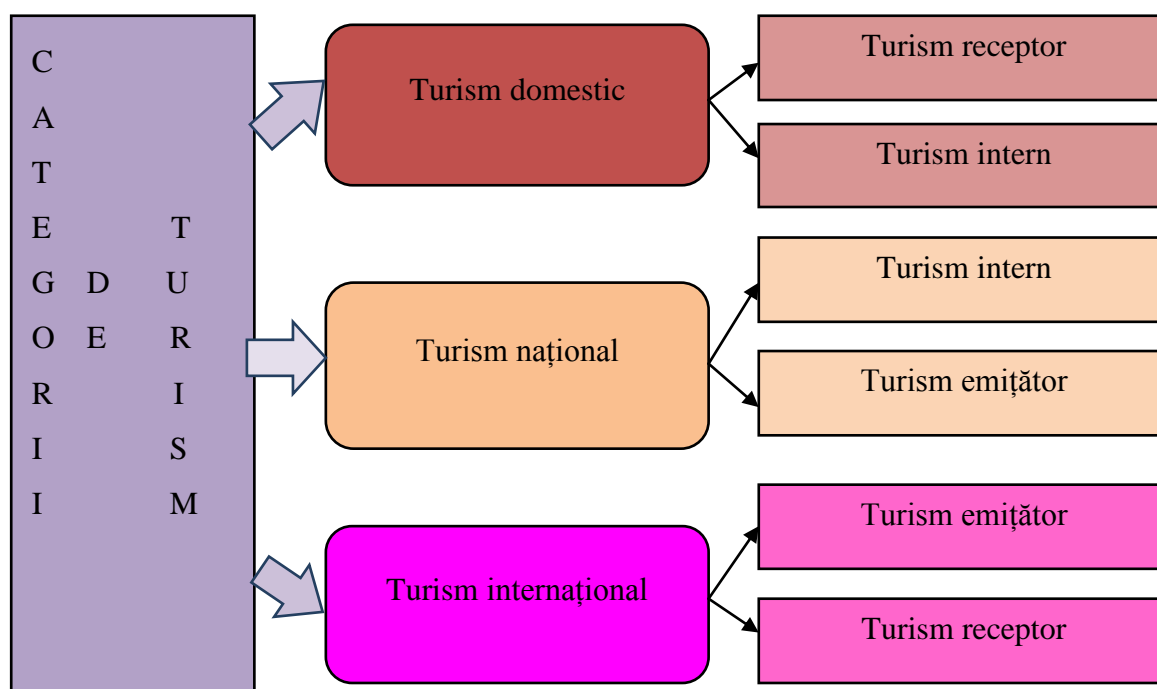 CATEGORII
DE
TURISM
Turism domestic
Turism receptor
Turism intern
Turism național
Turism intern
Turism emițător
Turism internațional
Turism emițător
Turism receptor